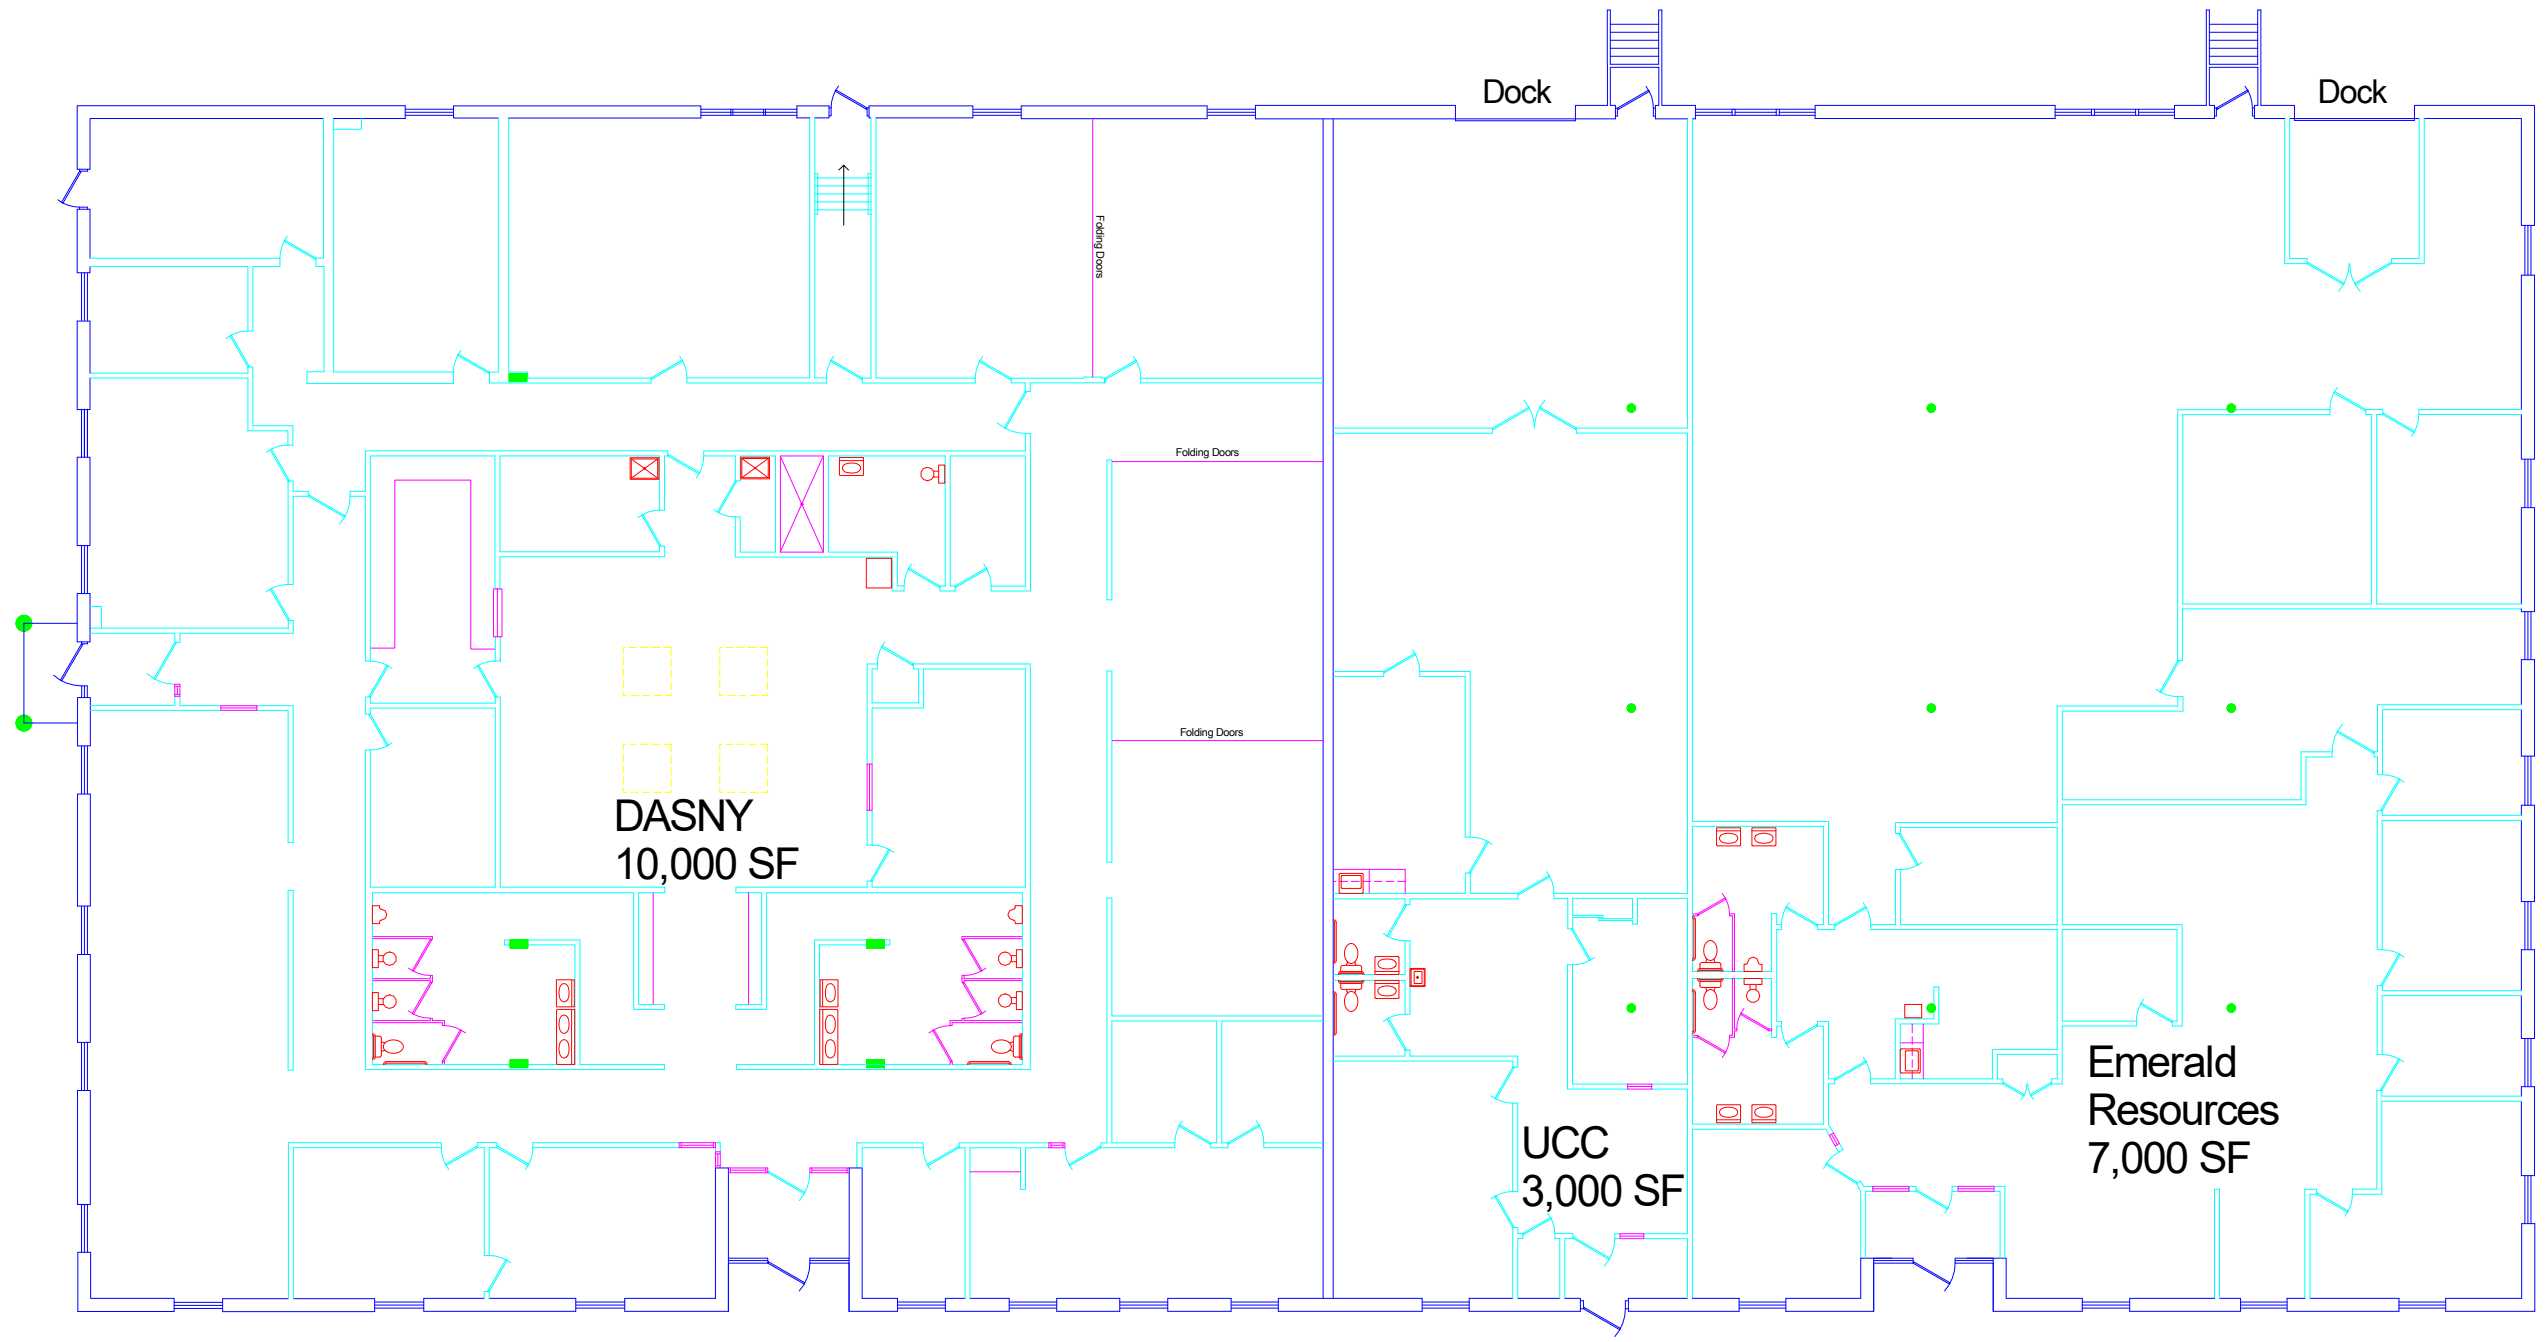 Dock
Dock
Folding Doors
Folding Doors
Folding Doors
DASNY
10,000 SF
UCC
3,000 SF
Emerald
Resources
7,000 SF